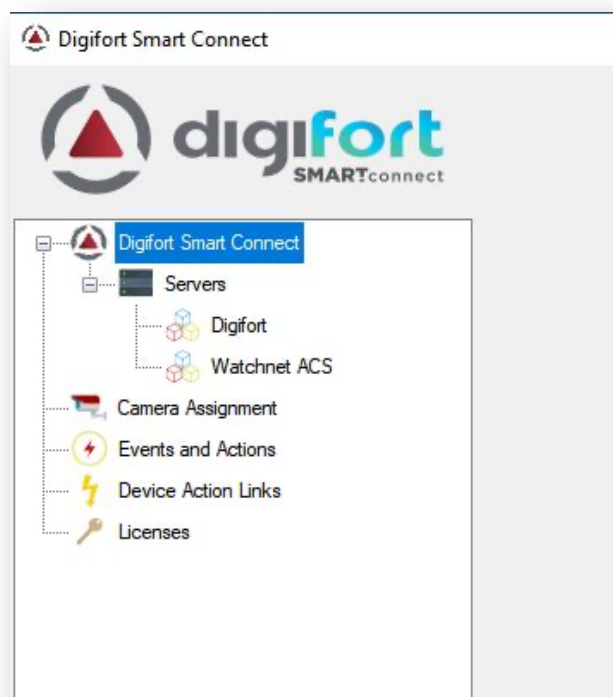 Digifort Smart Connect
digifort
SMARTconnect
Digifort Smart Connect
Servers
Digifort
Watchnet ACS
Camera Assignment
Events and Actions
Device Action Links
Licenses